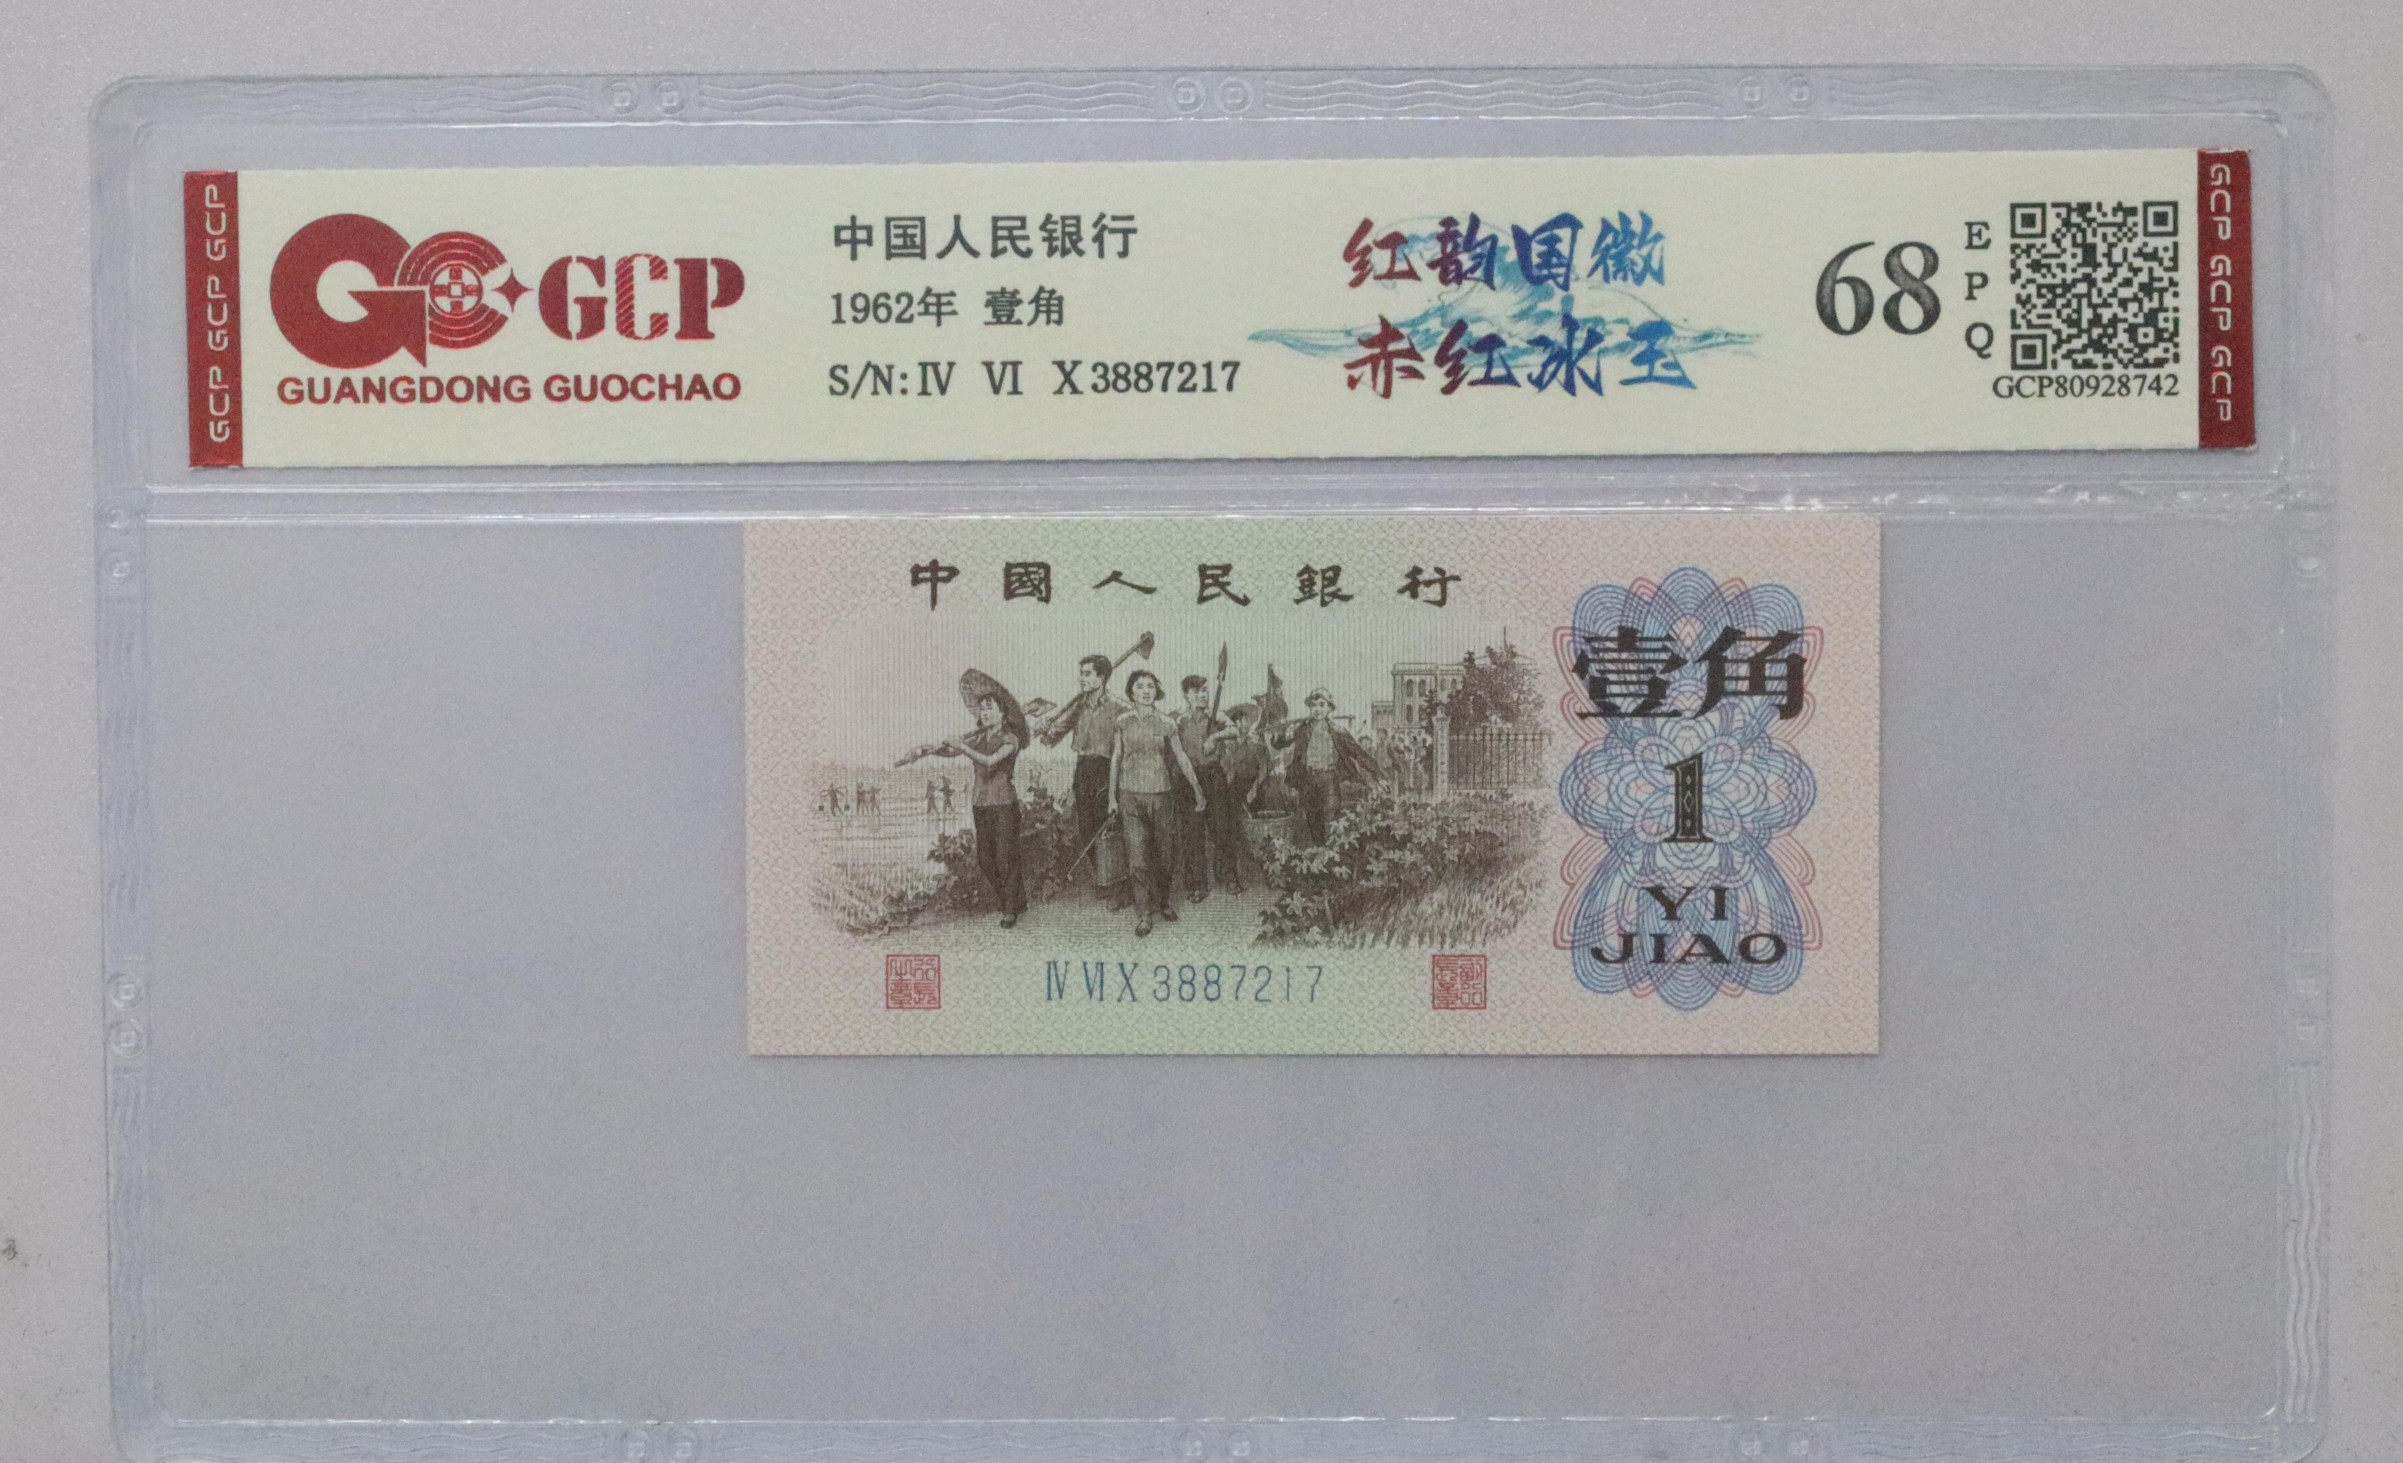 GCP GCP GCP
GCP
GUANGDONG GUOCHAO
中国人民银行
1962年 壹角
S/N: Ⅳ Ⅵ Ⅹ 3887217
红韵国徽
赤红冰玉
68
E
P
Q
GCP80928742
GCP GCP GCP
中國人民銀行
壹角
1
YI
JIAO
Ⅳ Ⅵ Ⅹ 3887217